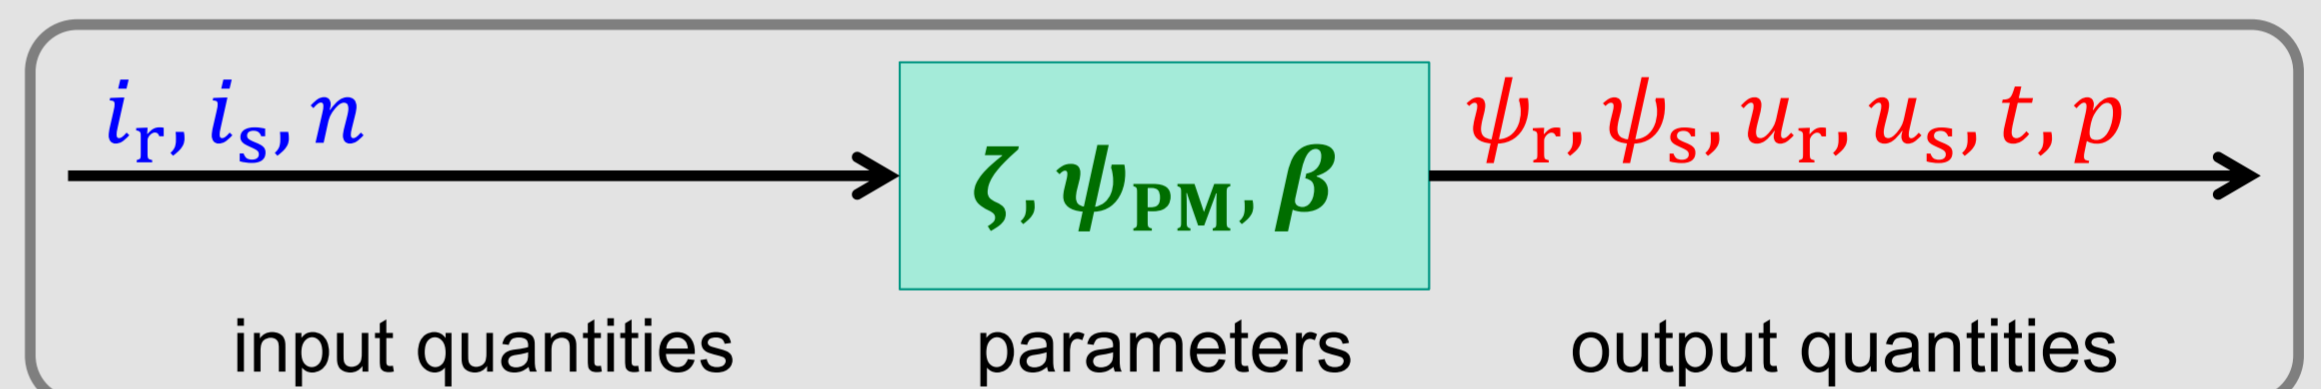 i_r, i_s, n
ζ, ψ_PM, β
ψ_r, ψ_s, u_r, u_s, t, p
input quantities
parameters
output quantities